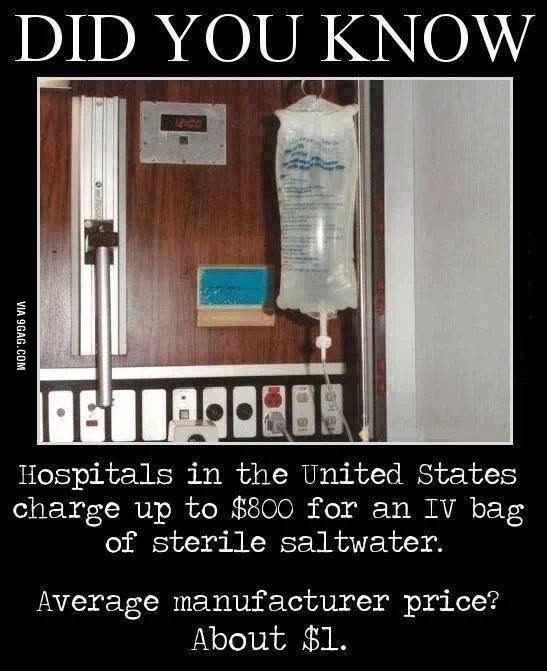 DID YOU KNOW
VIA 9GAG.COM
Hospitals in the United States
charge up to $800 for an IV bag
of sterile saltwater.
Average manufacturer price?
About $1.